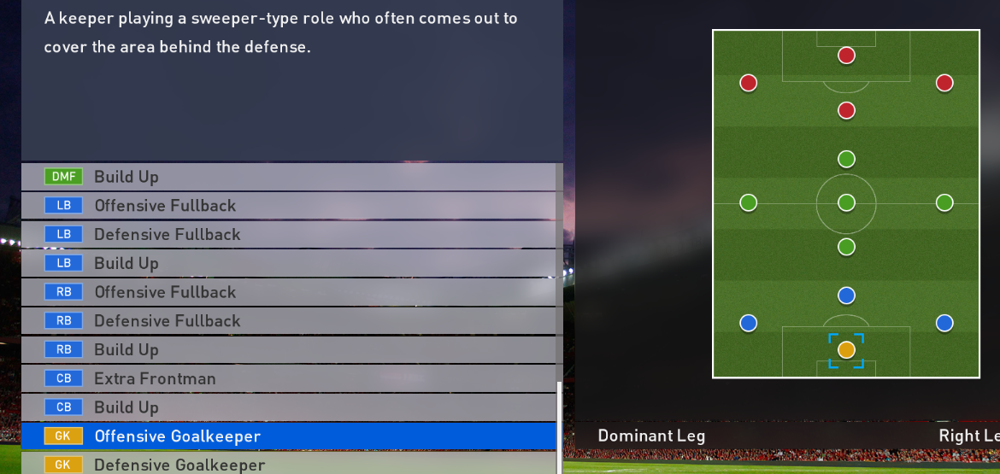 A keeper playing a sweeper-type role who often comes out to
cover the area behind the defense.
DMF Build Up
LB Offensive Fullback
LB Defensive Fullback
LB Build Up
RB Offensive Fullback
RB Defensive Fullback
RB Build Up
CB Extra Frontman
CB Build Up
GK Offensive Goalkeeper
GK Defensive Goalkeeper
Dominant Leg Right Le